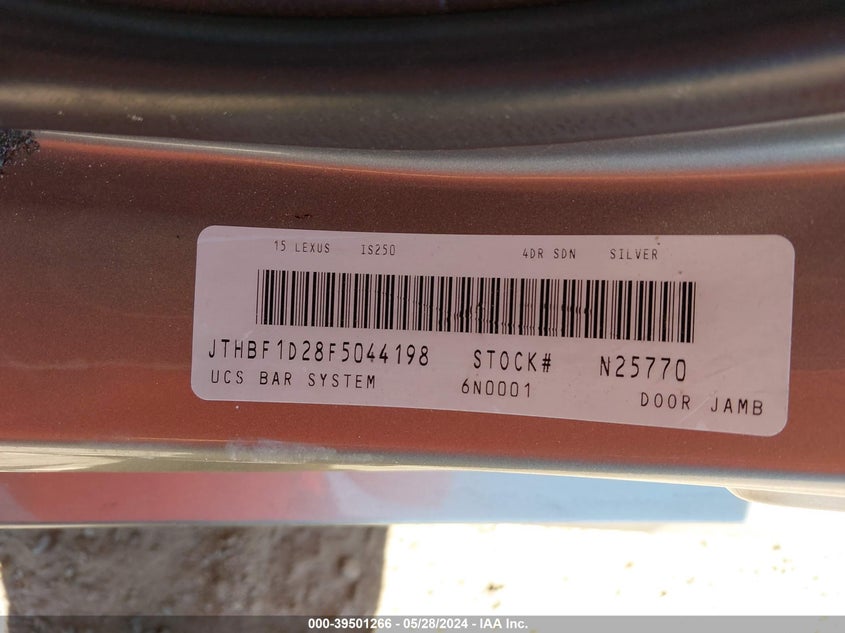 15 LEXUS IS250 4DR SDN SILVER
JTHBF1D28F5044198 STOCK# N25770
UCS BAR SYSTEM 6N0001 DOOR JAMB
000-39501266 - 05/28/2024 - IAA Inc.